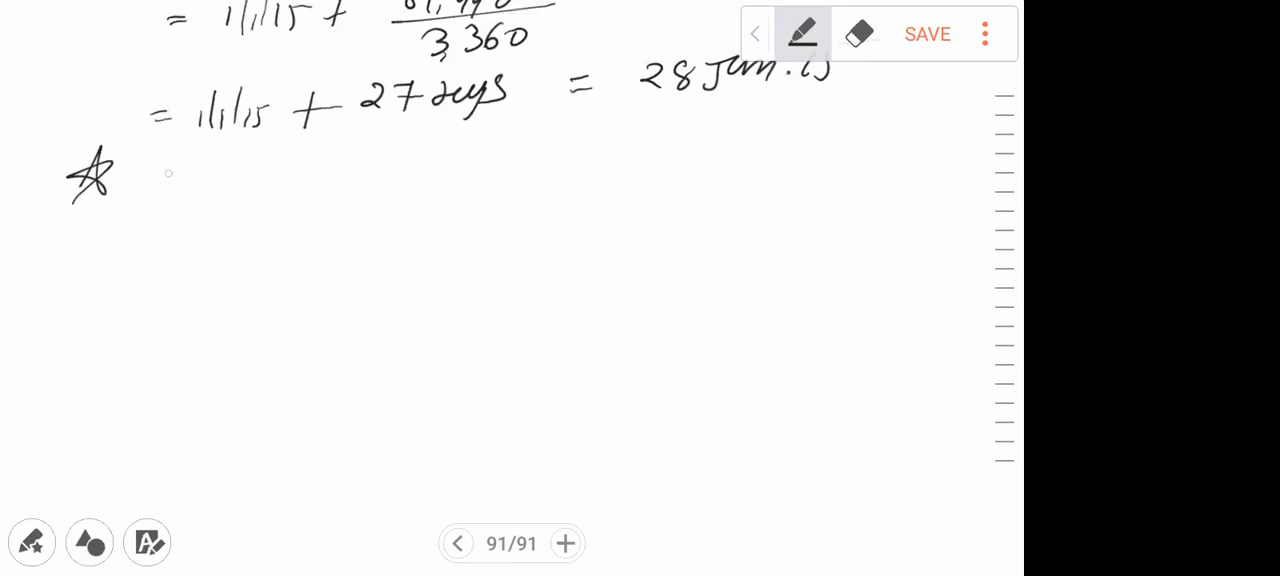 = 1/1/15 +
3,360
SAVE
= 1/1/15 + 27 days = 28 Jan. 15
91/91